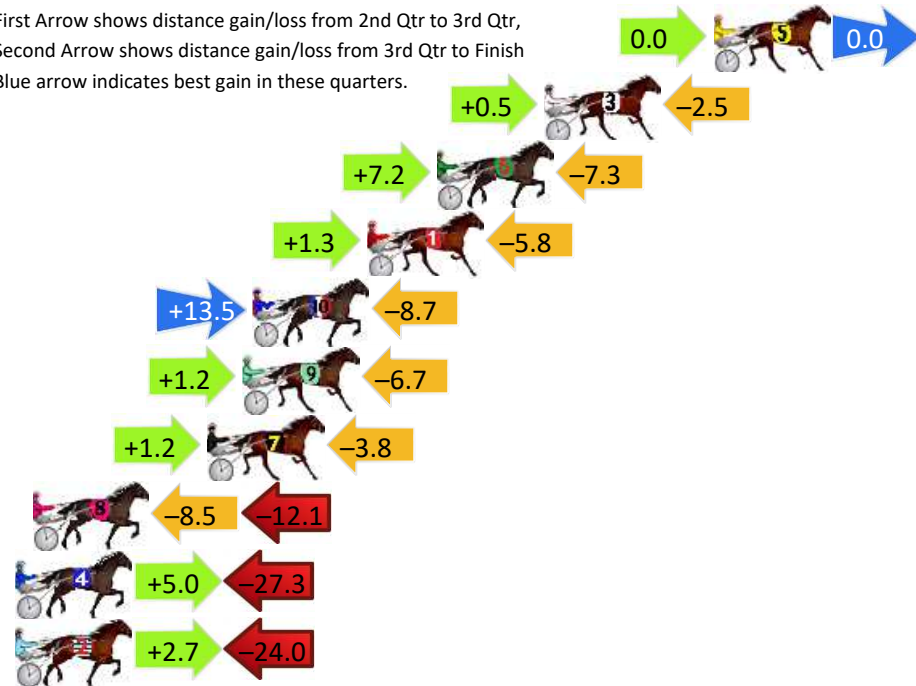 First Arrow shows distance gain/loss from 2nd Qtr to 3rd Qtr,
Second Arrow shows distance gain/loss from 3rd Qtr to Finish
Blue arrow indicates best gain in these quarters.
0.0 5 0.0
+0.5 3 –2.5
+7.2 6 –7.3
+1.3 1 –5.8
+13.5 10 –8.7
+1.2 9 –6.7
+1.2 7 –3.8
8 –8.5 –12.1
4 +5.0 –27.3
2 +2.7 –24.0